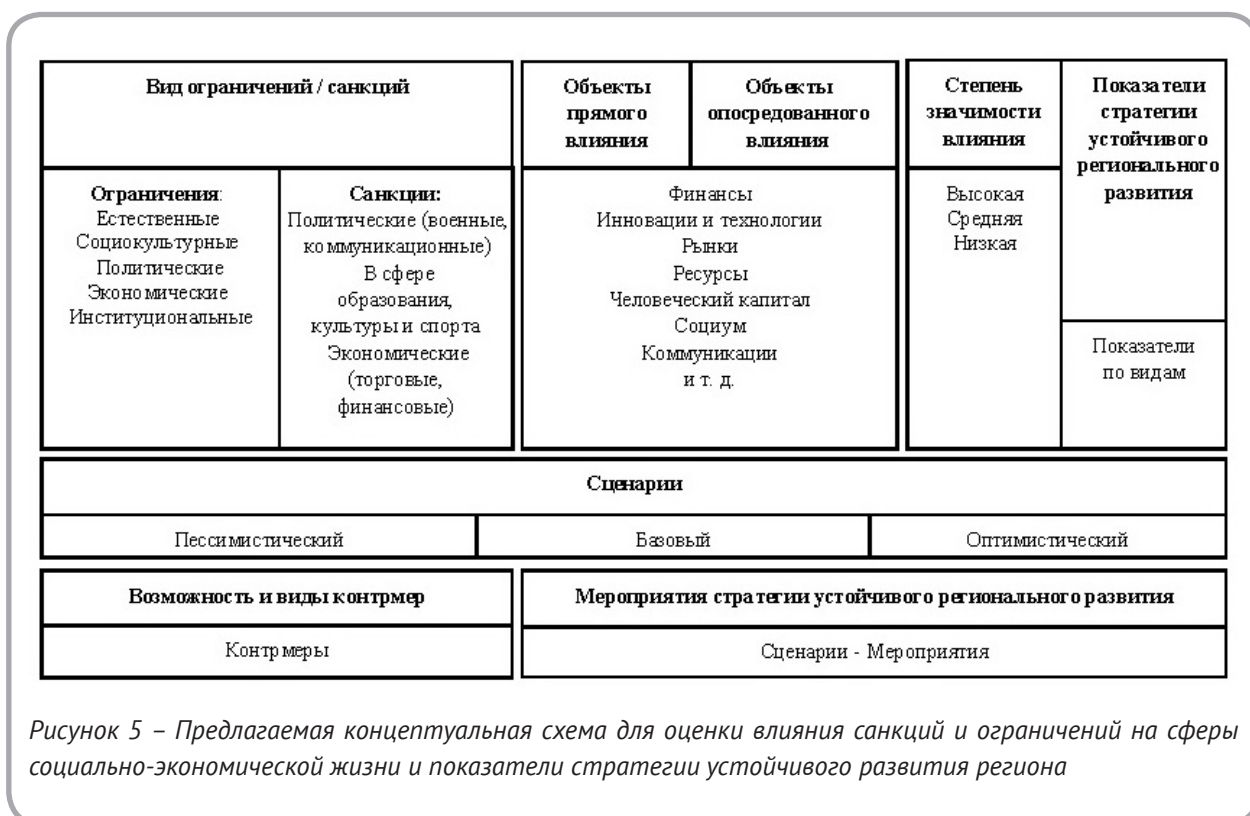 Вид ограничений / санкций
Объекты
прямого
влияния
Объекты
опосредованного
влияния
Степень
значимости
влияния
Показатели
стратегии
устойчивого
регионального
развития
Ограничения:
Естественные
Социокультурные
Политические
Экономические
Институциональные
Санкции:
Политические (военные,
коммуникационные)
В сфере
образования,
культуры и спорта
Экономические
(торговые,
финансовые)
Финансы
Инновации и технологии
Рынки
Ресурсы
Человеческий капитал
Социум
Коммуникации
и т. д.
Высокая
Средняя
Низкая
Показатели
по видам
Сценарии
Пессимистический
Базовый
Оптимистический
Возможность и виды контрмер
Мероприятия стратегии устойчивого регионального развития
Контрмеры
Сценарии - Мероприятия
Рисунок 5 – Предлагаемая концептуальная схема для оценки влияния санкций и ограничений на сферы
социально-экономической жизни и показатели стратегии устойчивого развития региона